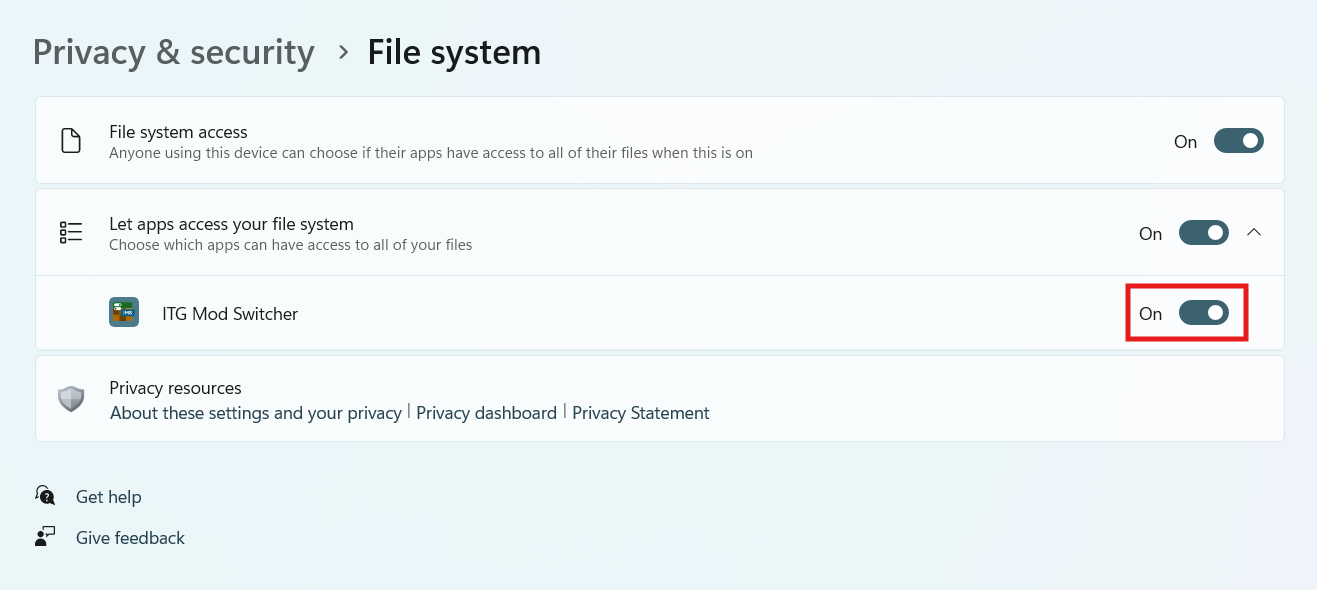 Privacy & security > File system
File system access
Anyone using this device can choose if their apps have access to all of their files when this is on
On
Let apps access your file system
Choose which apps can have access to all of your files
On
ITG Mod Switcher
On
Privacy resources
About these settings and your privacy | Privacy dashboard | Privacy Statement
Get help
Give feedback